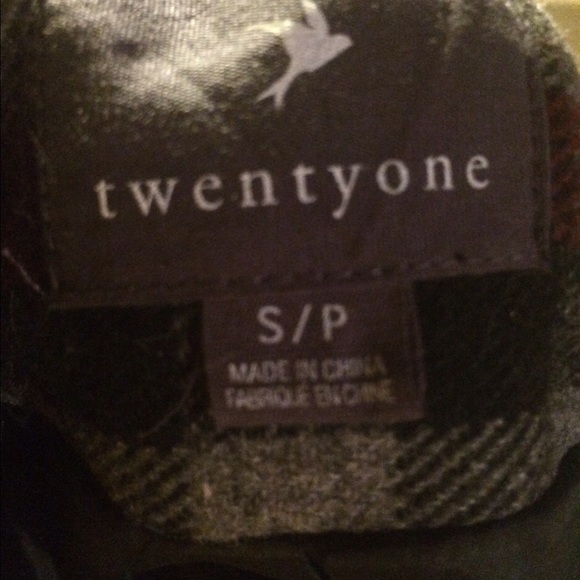 twentyone
S/P
MADE IN CHINA
FABRIQUÉ EN CHINE